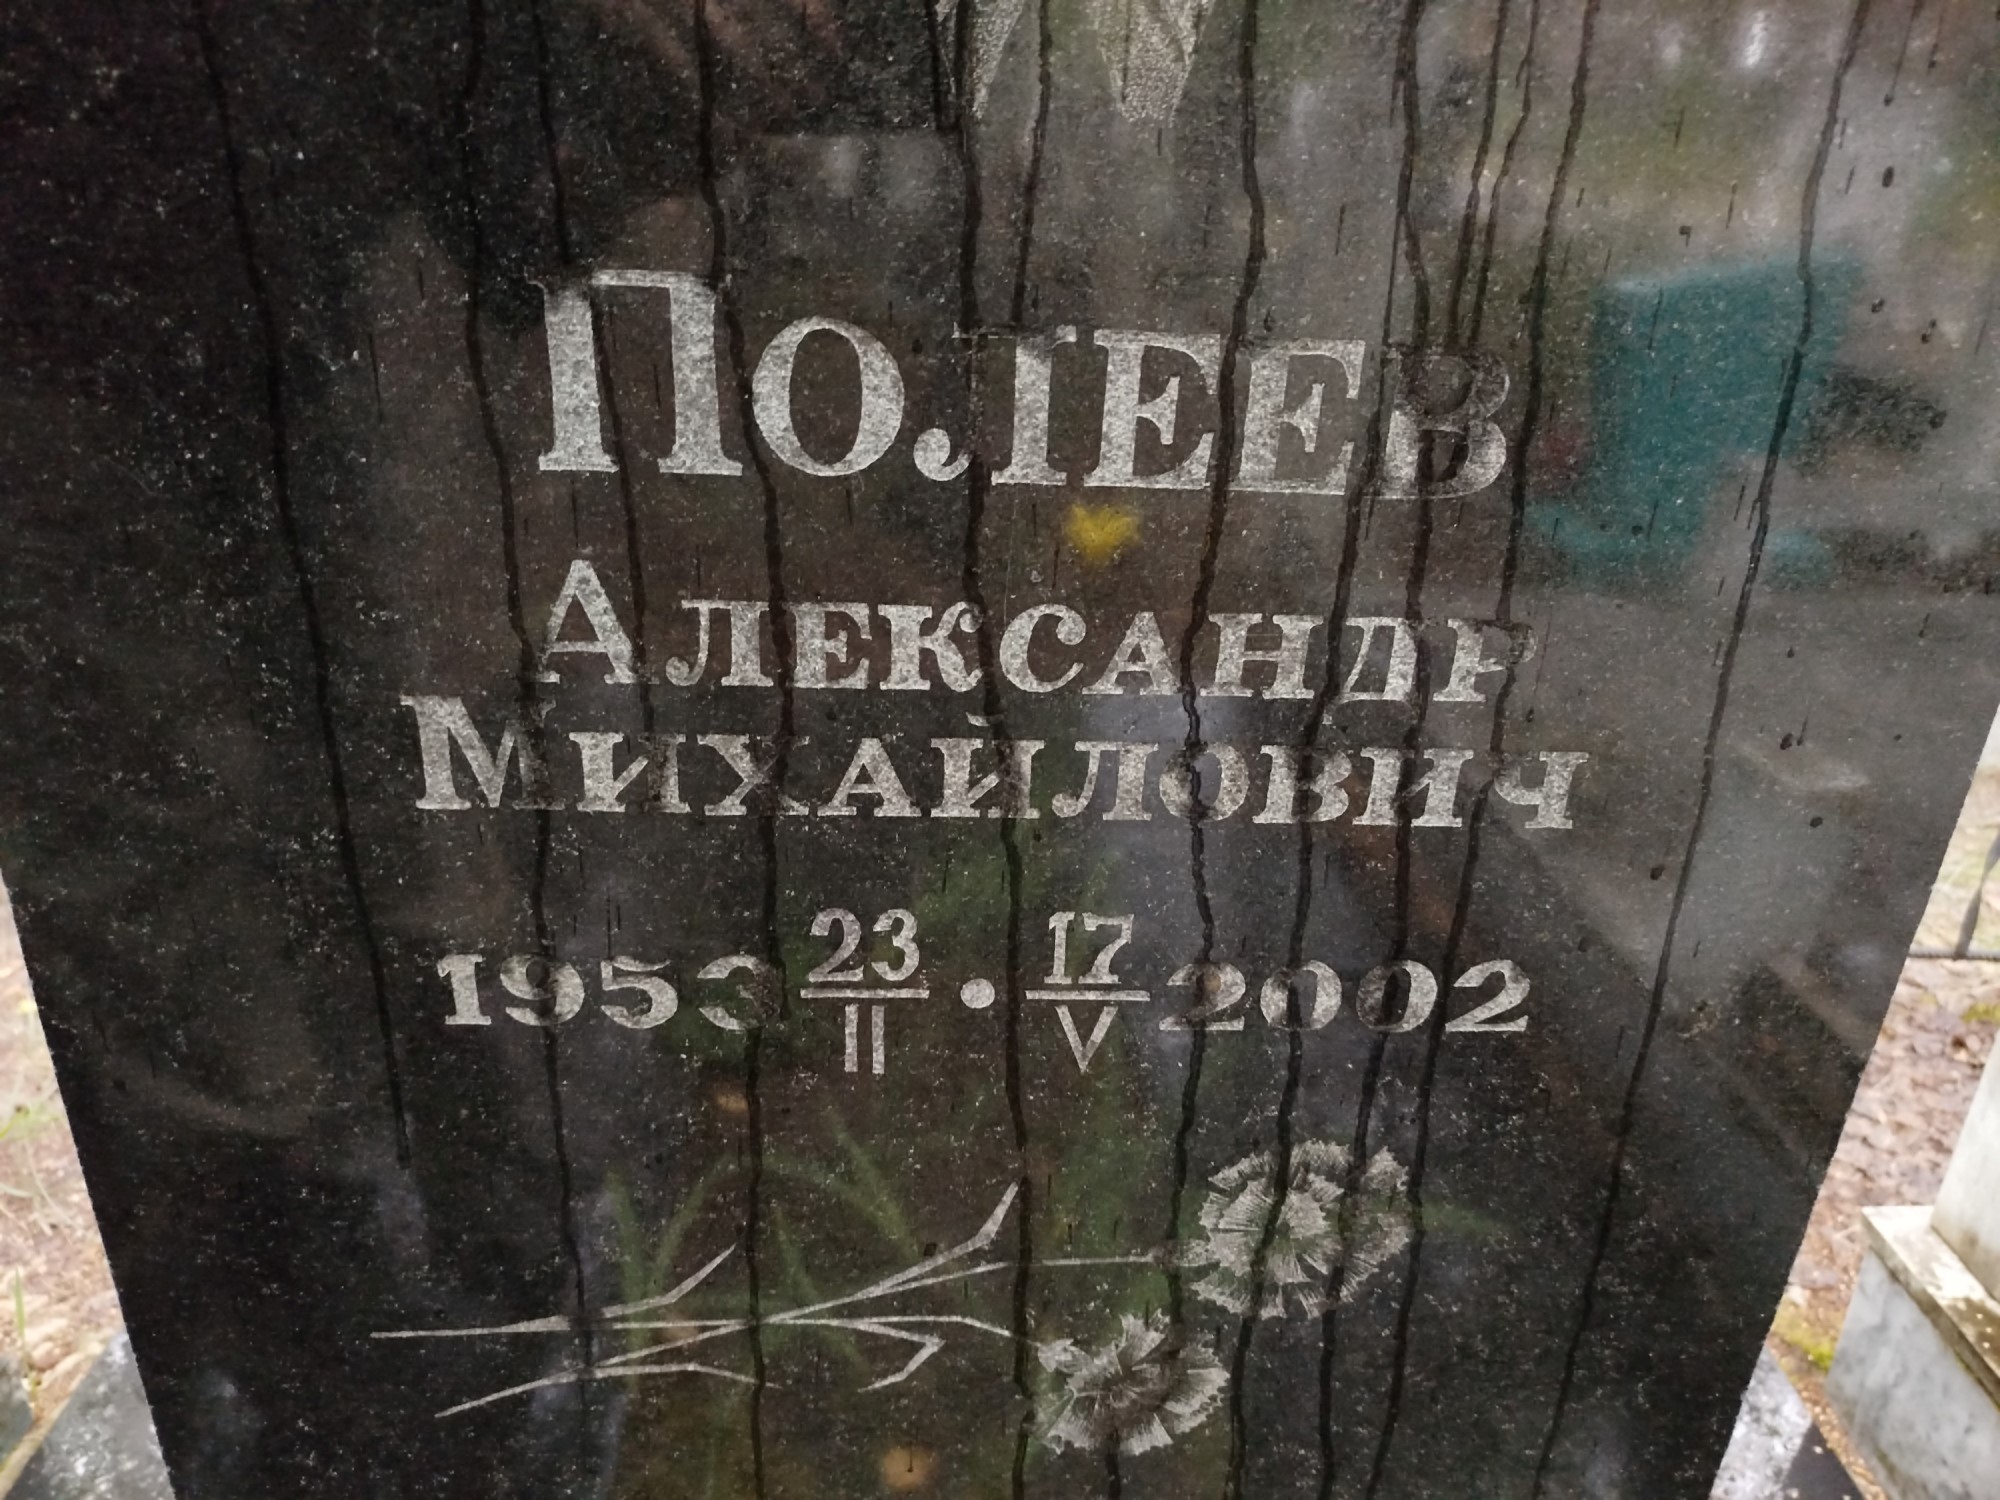 Полеев
Александр
Михайлович
1953 23/II • 17/V 2002